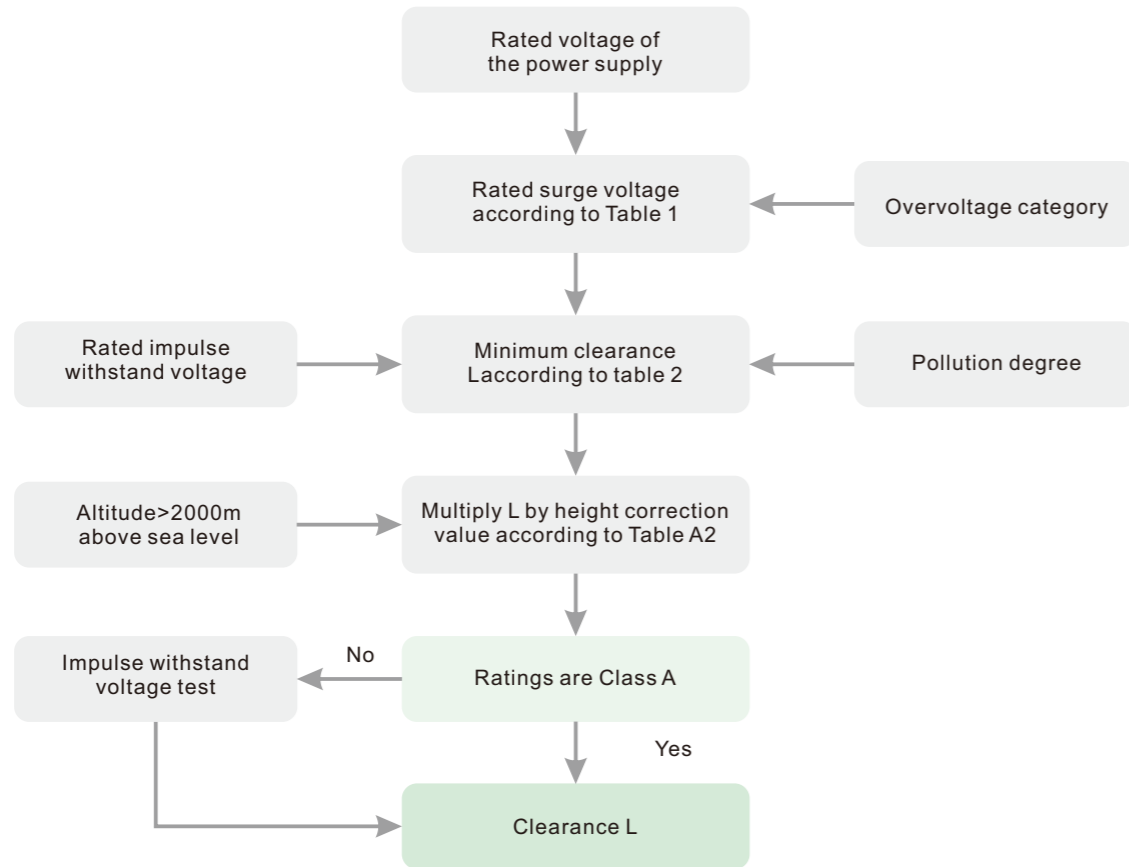 Rated voltage of
the power supply
Rated surge voltage
according to Table 1
Overvoltage category
Rated impulse
withstand voltage
Minimum clearance
Laccording to table 2
Pollution degree
Altitude>2000m
above sea level
Multiply L by height correction
value according to Table A2
Impulse withstand
voltage test
No
Ratings are Class A
Yes
Clearance L